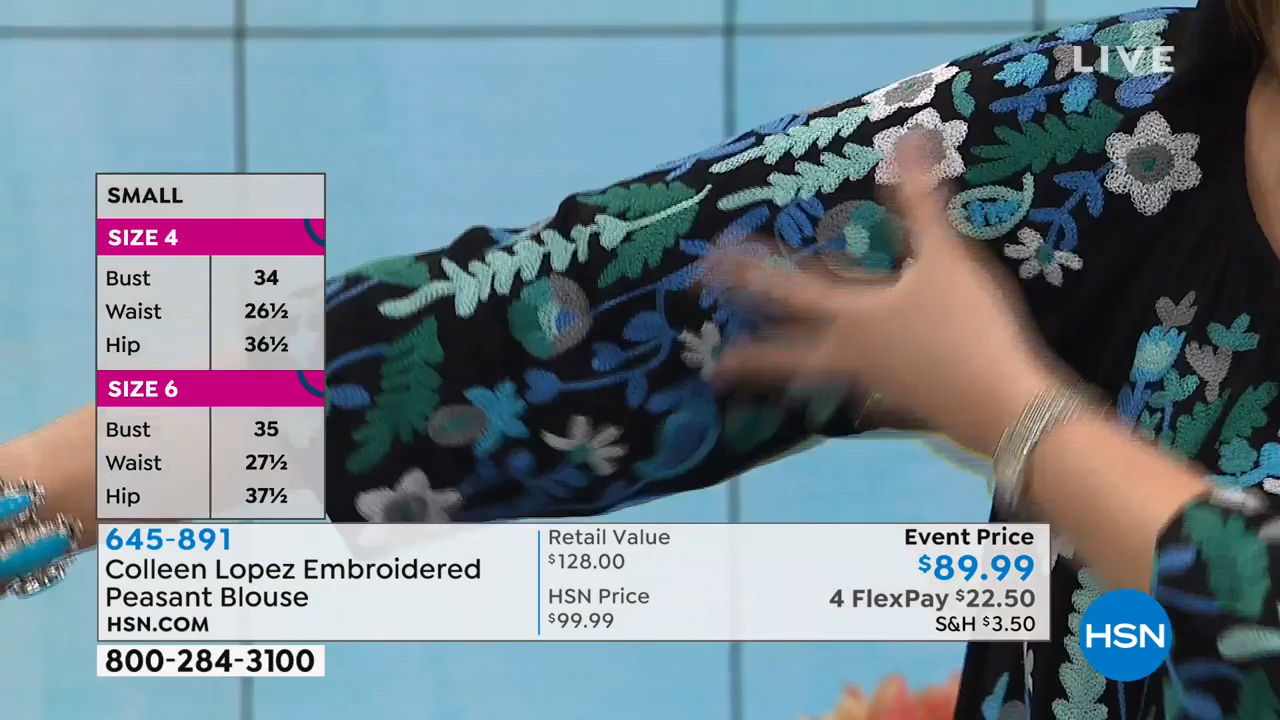 LIVE
SMALL
SIZE 4
Bust 34
Waist 26½
Hip 36½
SIZE 6
Bust 35
Waist 27½
Hip 37½
645-891
Colleen Lopez Embroidered
Peasant Blouse
HSN.COM
Retail Value
$128.00
HSN Price
$99.99
Event Price
$89.99
4 FlexPay $22.50
S&H $3.50
HSN
800-284-3100